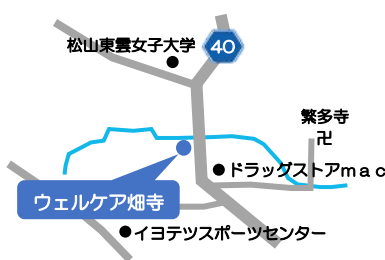 松山東雲女子大学
40
繁多寺
卍
ドラッグストアｍａｃ
ウェルケア畑寺
イヨテツスポーツセンター